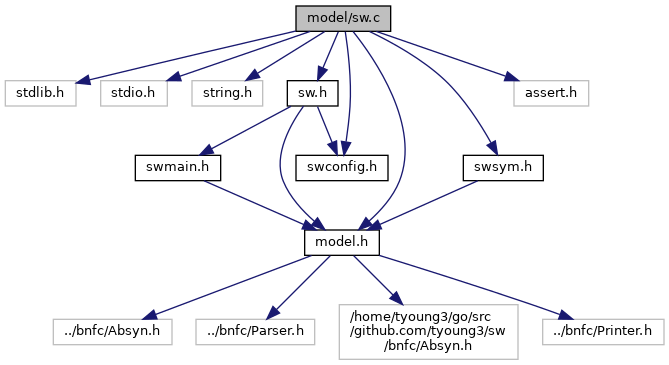 model/sw.c
stdlib.h
stdio.h
string.h
sw.h
assert.h
swmain.h
swconfig.h
swsym.h
model.h
../bnfc/Absyn.h
../bnfc/Parser.h
/home/tyoung3/go/src
/github.com/tyoung3/sw
/bnfc/Absyn.h
../bnfc/Printer.h